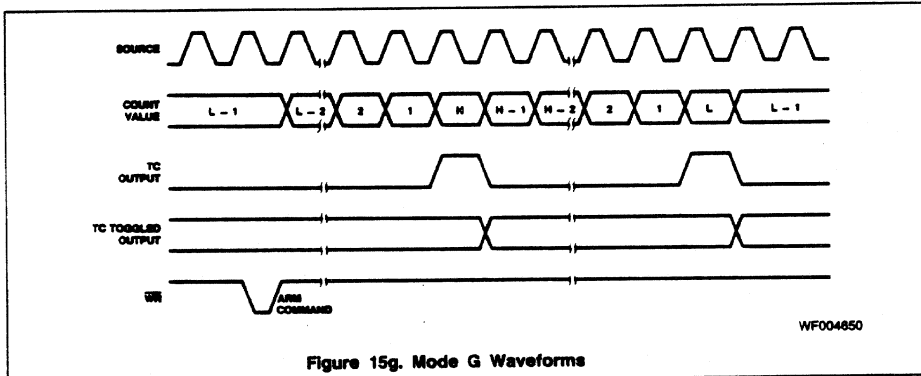 SOURCE
COUNT
VALUE
L – 1 L – 2 2 1 H H – 1 H – 2 2 1 L L – 1
TC
OUTPUT
TC TOGGLED
OUTPUT
WR
ARM
COMMAND
WF004650
Figure 15g. Mode G Waveforms